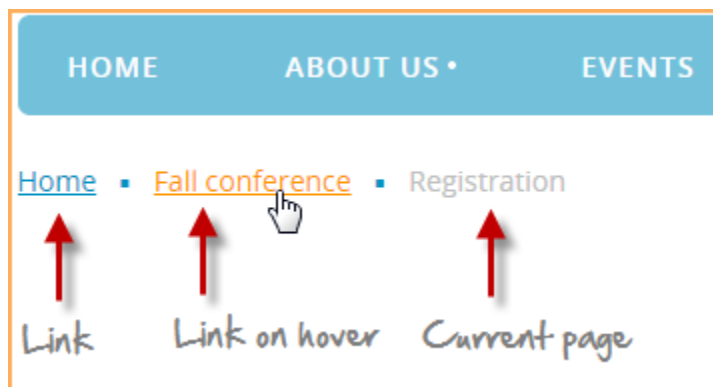 HOME ABOUT US • EVENTS
Home ▪ Fall conference ▪ Registration
Link Link on hover Current page